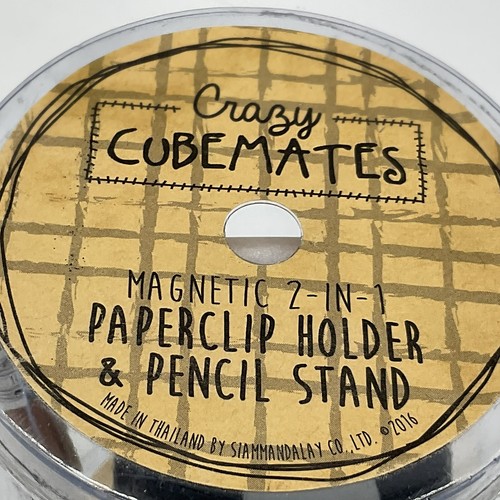 Crazy
CUBEMATES
MAGNETIC 2-IN-1
PAPERCLIP HOLDER
& PENCIL STAND
MADE IN THAILAND BY SIAMMANDALAY CO.,LTD. ©2016